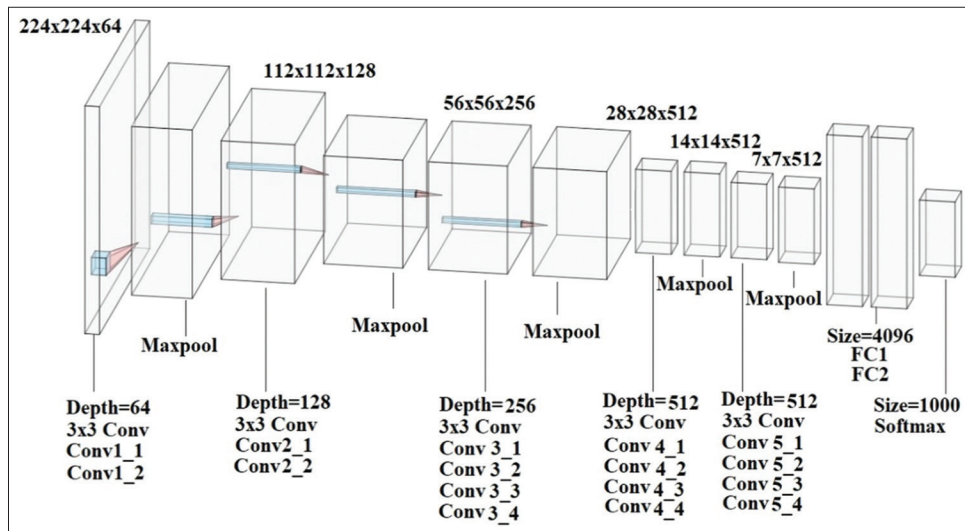 224x224x64
112x112x128
56x56x256
28x28x512
14x14x512
7x7x512
Maxpool
Maxpool
Maxpool
Maxpool
Maxpool
Depth=64
3x3 Conv
Conv1_1
Conv1_2
Depth=128
3x3 Conv
Conv2_1
Conv2_2
Depth=256
3x3 Conv
Conv 3_1
Conv 3_2
Conv 3_3
Conv 3_4
Depth=512
3x3 Conv
Conv 4_1
Conv 4_2
Conv 4_3
Conv 4_4
Depth=512
3x3 Conv
Conv 5_1
Conv 5_2
Conv 5_3
Conv 5_4
Size=4096
FC1
FC2
Size=1000
Softmax